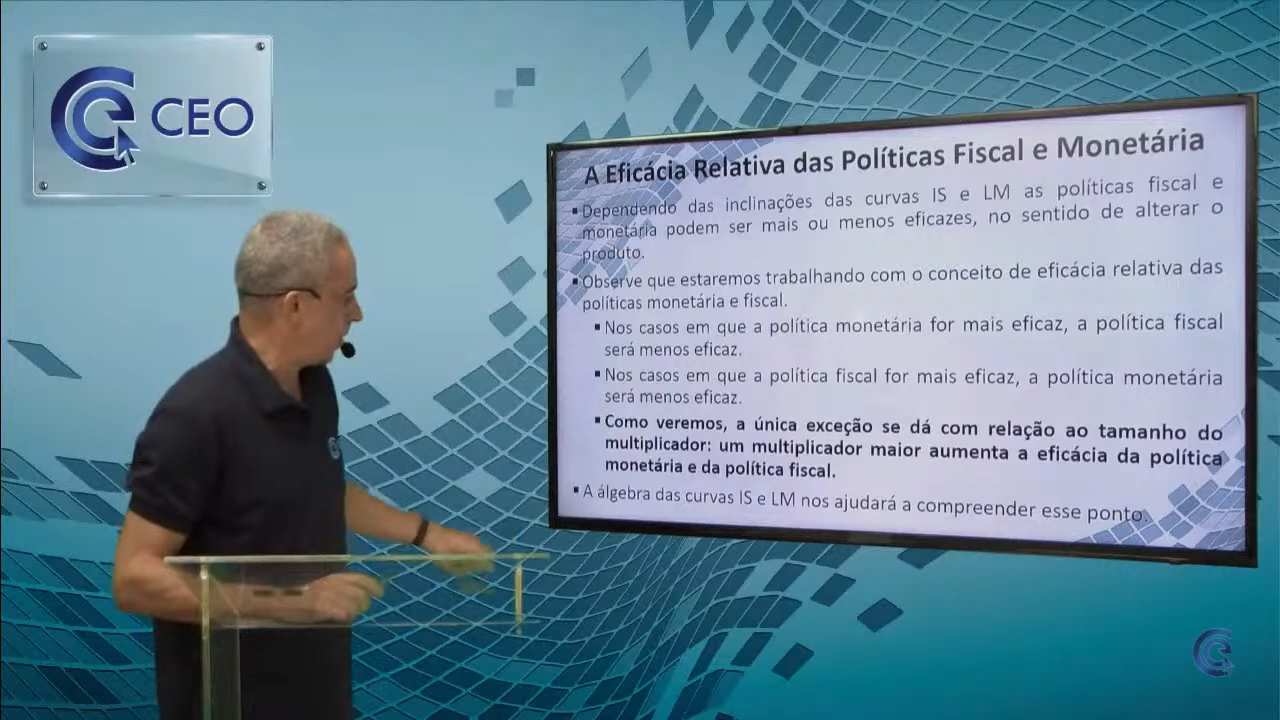 CEO
A Eficácia Relativa das Políticas Fiscal e Monetária
▪Dependendo das inclinações das curvas IS e LM as políticas fiscal e
monetária podem ser mais ou menos eficazes, no sentido de alterar o
produto.
▪Observe que estaremos trabalhando com o conceito de eficácia relativa das
políticas monetária e fiscal.
▪Nos casos em que a política monetária for mais eficaz, a política fiscal
será menos eficaz.
▪Nos casos em que a política fiscal for mais eficaz, a política monetária
será menos eficaz.
▪Como veremos, a única exceção se dá com relação ao tamanho do
multiplicador: um multiplicador maior aumenta a eficácia da política
monetária e da política fiscal.
▪A álgebra das curvas IS e LM nos ajudará a compreender esse ponto.